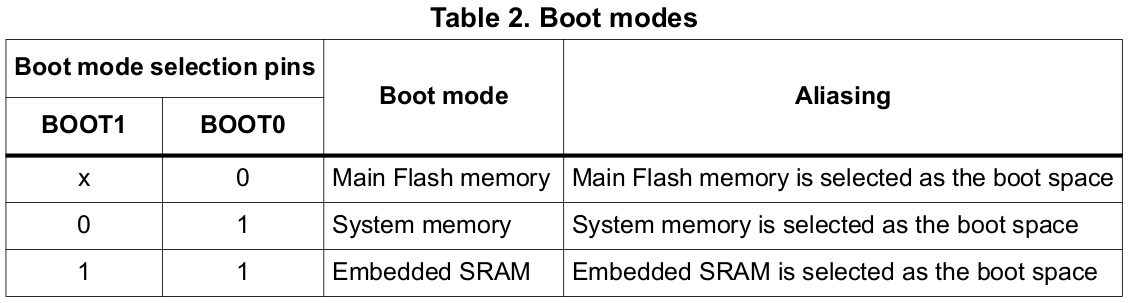 Table 2. Boot modes
Boot mode selection pins
Boot mode
Aliasing
BOOT1 BOOT0
x 0 Main Flash memory Main Flash memory is selected as the boot space
0 1 System memory System memory is selected as the boot space
1 1 Embedded SRAM Embedded SRAM is selected as the boot space